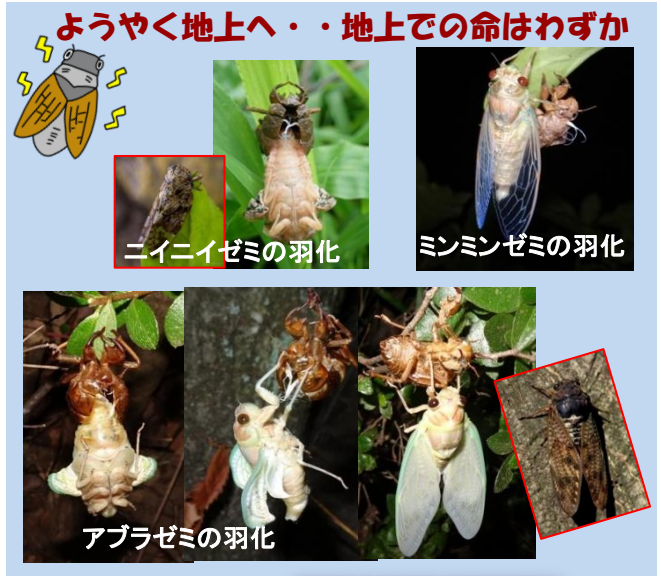 ようやく地上へ・・地上での命はわずか
ニイニイゼミの羽化
ミンミンゼミの羽化
アブラゼミの羽化